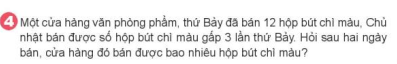 4 Một cửa hàng văn phòng phẩm, thứ Bảy đã bán 12 hộp bút chì màu, Chủ
nhật bán được số hộp bút chì màu gấp 3 lần thứ Bảy. Hỏi sau hai ngày
bán, cửa hàng đó bán được bao nhiêu hộp bút chì màu?